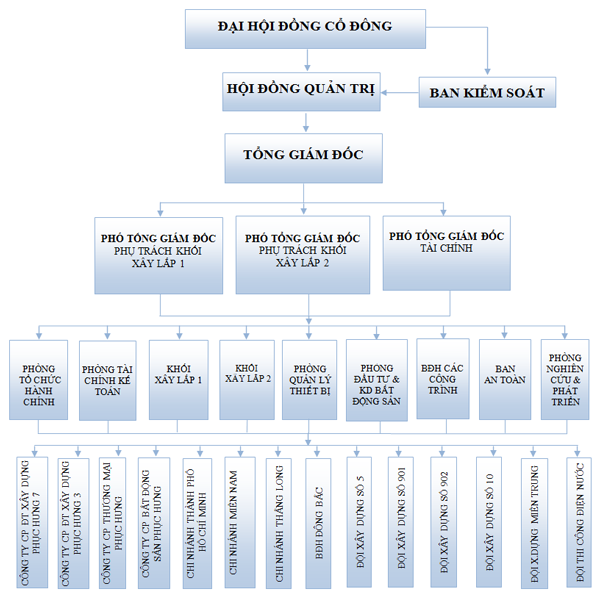 ĐẠI HỘI ĐỒNG CỔ ĐÔNG
HỘI ĐỒNG QUẢN TRỊ
BAN KIỂM SOÁT
TỔNG GIÁM ĐỐC
PHÓ TỔNG GIÁM ĐỐC
PHỤ TRÁCH KHỐI
XÂY LẮP 1
PHÓ TỔNG GIÁM ĐỐC
PHỤ TRÁCH KHỐI
XÂY LẮP 2
PHÓ TỔNG GIÁM ĐỐC
TÀI CHÍNH
PHÒNG
TỔ CHỨC
HÀNH
CHÍNH
PHÒNG TÀI
CHÍNH KẾ
TOÁN
KHỐI
XÂY LẮP 1
KHỐI
XÂY LẮP 2
PHÒNG
QUẢN LÝ
THIẾT BỊ
PHONG
ĐẦU TƯ &
KD BẤT
ĐỘNG SẢN
BĐH CÁC
CÔNG
TRÌNH
BAN
AN TOÀN
PHÒNG
NGHIÊN
CỨU &
PHÁT
TRIỂN
CÔNG TY CP ĐT XÂY DỰNG
PHỤC HƯNG 7
CÔNG TY CP ĐT XÂY DỰNG
PHỤC HƯNG 3
CÔNG TY CP THƯƠNG MẠI
PHỤC HƯNG
CÔNG TY CP BẤT ĐỘNG
SẢN PHỤC HƯNG
CHI NHÁNH THÀNH PHỐ
HỒ CHÍ MINH
CHI NHÁNH MIỀN NAM
CHI NHÁNH THĂNG LONG
BĐH ĐÔNG BẮC
ĐỘI XÂY DỰNG SỐ 5
ĐỘI XÂY DỰNG SỐ 901
ĐỘI XÂY DỰNG SỐ 902
ĐỘI XÂY DỰNG SỐ 10
ĐỘI X.DỰNG MIỀN TRUNG
ĐỘI THI CÔNG ĐIỆN NƯỚC